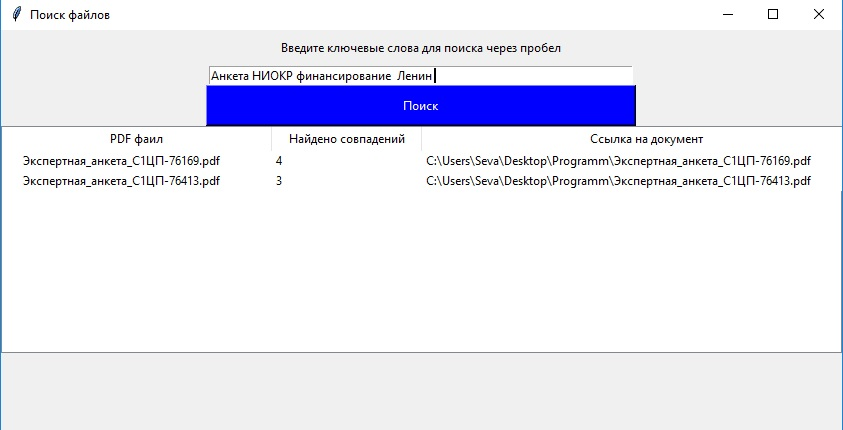 Поиск файлов
Введите ключевые слова для поиска через пробел
Анкета НИОКР финансирование  Ленин
Поиск
PDF фаил Найдено совпадений Ссылка на документ
Экспертная_анкета_С1ЦП-76169.pdf 4 C:\Users\Seva\Desktop\Programm\Экспертная_анкета_С1ЦП-76169.pdf
Экспертная_анкета_С1ЦП-76413.pdf 3 C:\Users\Seva\Desktop\Programm\Экспертная_анкета_С1ЦП-76413.pdf